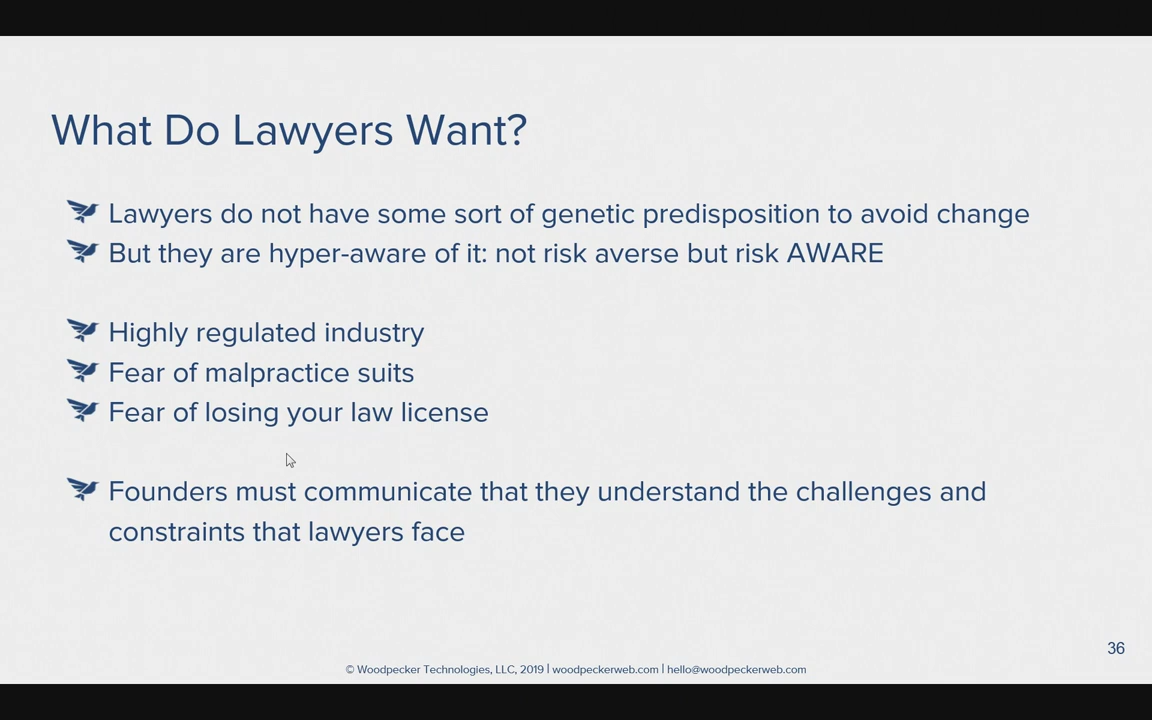 What Do Lawyers Want?
Lawyers do not have some sort of genetic predisposition to avoid change
But they are hyper-aware of it: not risk averse but risk AWARE
Highly regulated industry
Fear of malpractice suits
Fear of losing your law license
Founders must communicate that they understand the challenges and
constraints that lawyers face
36
© Woodpecker Technologies, LLC, 2019 | woodpeckerweb.com | hello@woodpeckerweb.com